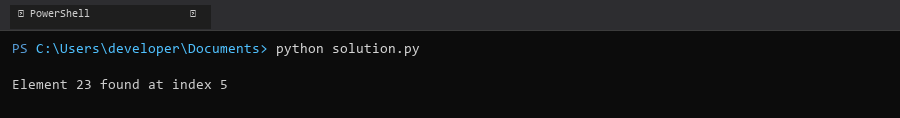 PowerShell
PS C:\Users\developer\Documents> python solution.py
Element 23 found at index 5